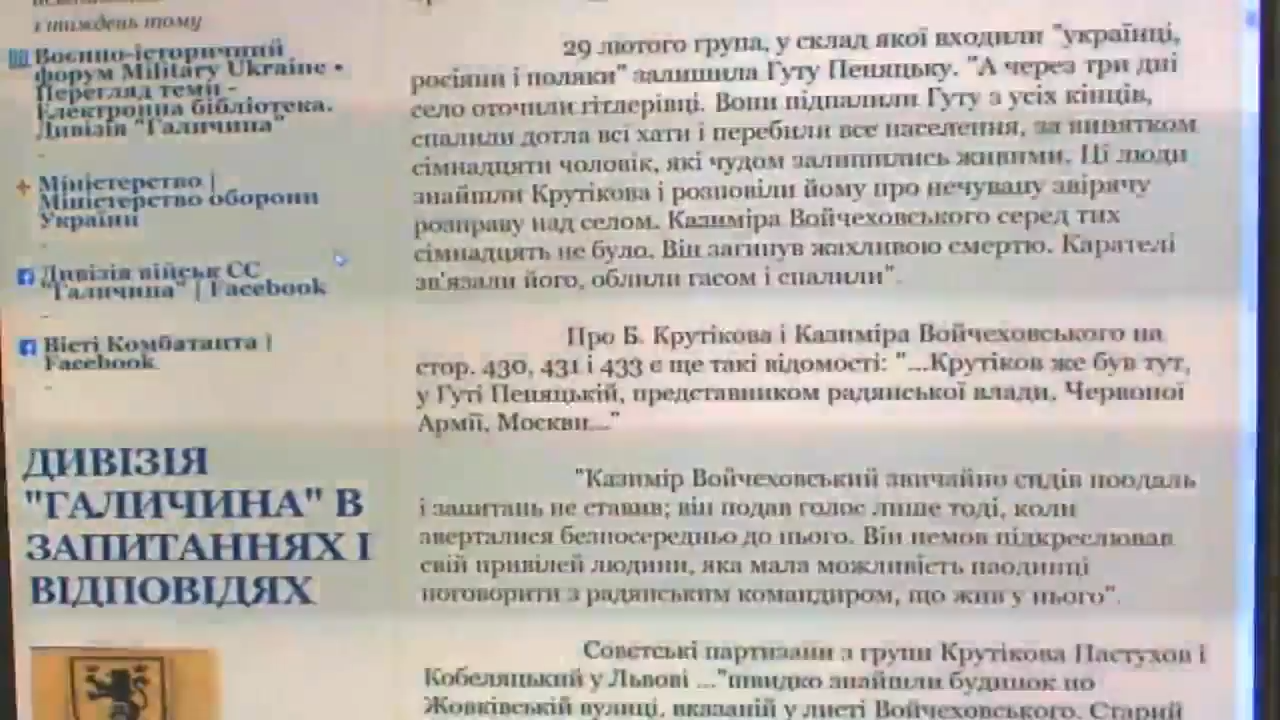 1 тиждень тому
Воєнно-історичний
форум Military Ukraine •
Перегляд теми -
Електронна бібліотека.
Дивізія "Галичина"
Міністерство |
Міністерство оборони
України
Дивізія військ СС
"Галичина" | Facebook
Вісті Комбатанта |
Facebook
ДИВІЗІЯ
"ГАЛИЧИНА" В
ЗАПИТАННЯХ І
ВІДПОВІДЯХ
29 лютого група, у склад якої входили "українці,
росіяни і поляки" залишила Гуту Пеняцьку. "А через три дні
село оточили гітлерівці. Вони підпалили Гуту з усіх кінців,
спалили дотла всі хати і перебили все населення, за винятком
сімнадцяти чоловік, які чудом залишились живими. Ці люди
знайшли Крутікова і розповіли йому про нечувану звірячу
розправу над селом. Казиміра Войчеховського серед тих
сімнадцять не було. Він загинув жахливою смертю. Карателі
зв'язали його, облили гасом і спалили".
Про Б. Крутікова і Казиміра Войчеховського на
стор. 430, 431 і 433 є ще такі відомості: "...Крутіков же був тут,
у Гуті Пеняцькій, представником радянської влади, Червоної
Армії, Москви..."
"Казимір Войчеховський звичайно сидів поодаль
і запитань не ставив; він подав голос лише тоді, коли
зверталися безпосередньо до нього. Він немов підкреслював
свій привілей людини, яка мала можливість наодинці
поговорити з радянським командиром, що жив у нього".
Совєтські партизани з групи Крутікова Пастухов і
Кобеляцький у Львові ..."швидко знайшли будинок по
Жовківській вулиці, вказаній у листі Войчеховського. Старий